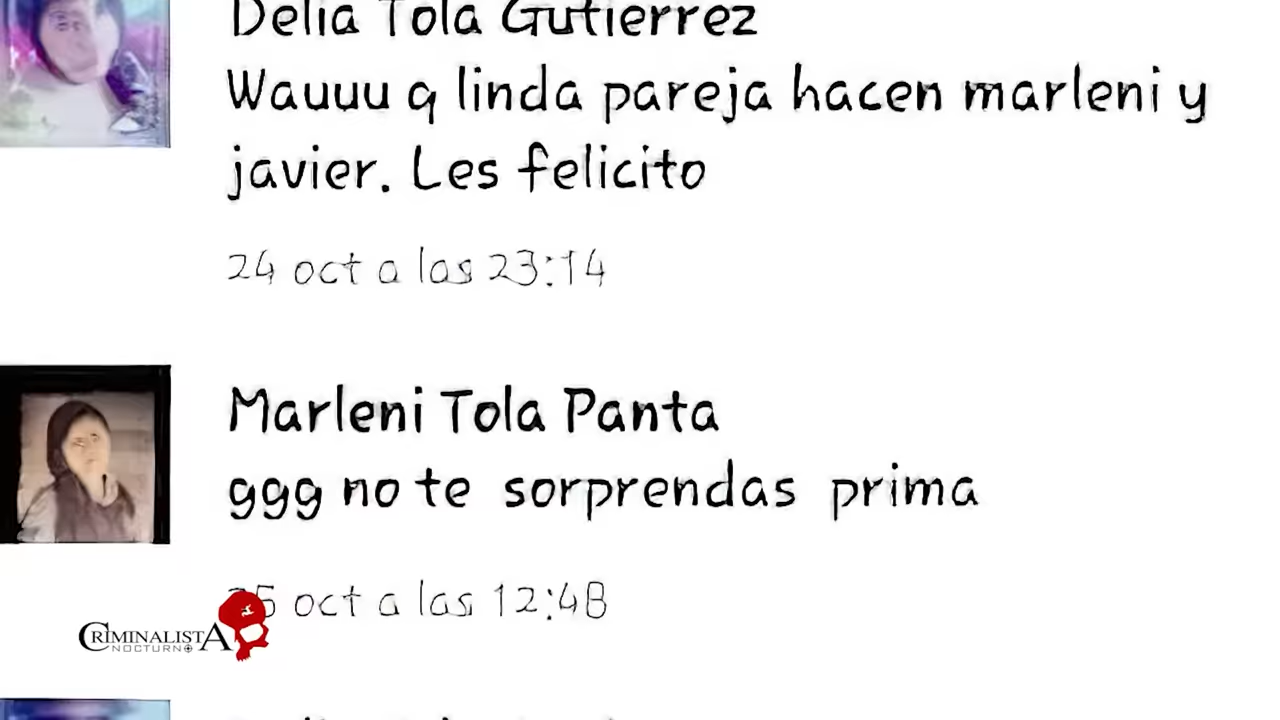 Delia Tola Gutierrez
Wauuu q linda pareja hacen marleni y
javier. Les felicito
24 oct a las 23:14
Marleni Tola Panta
ggg no te sorprendas prima
25 oct a las 12:48
CRIMINALISTA
NOCTURNO